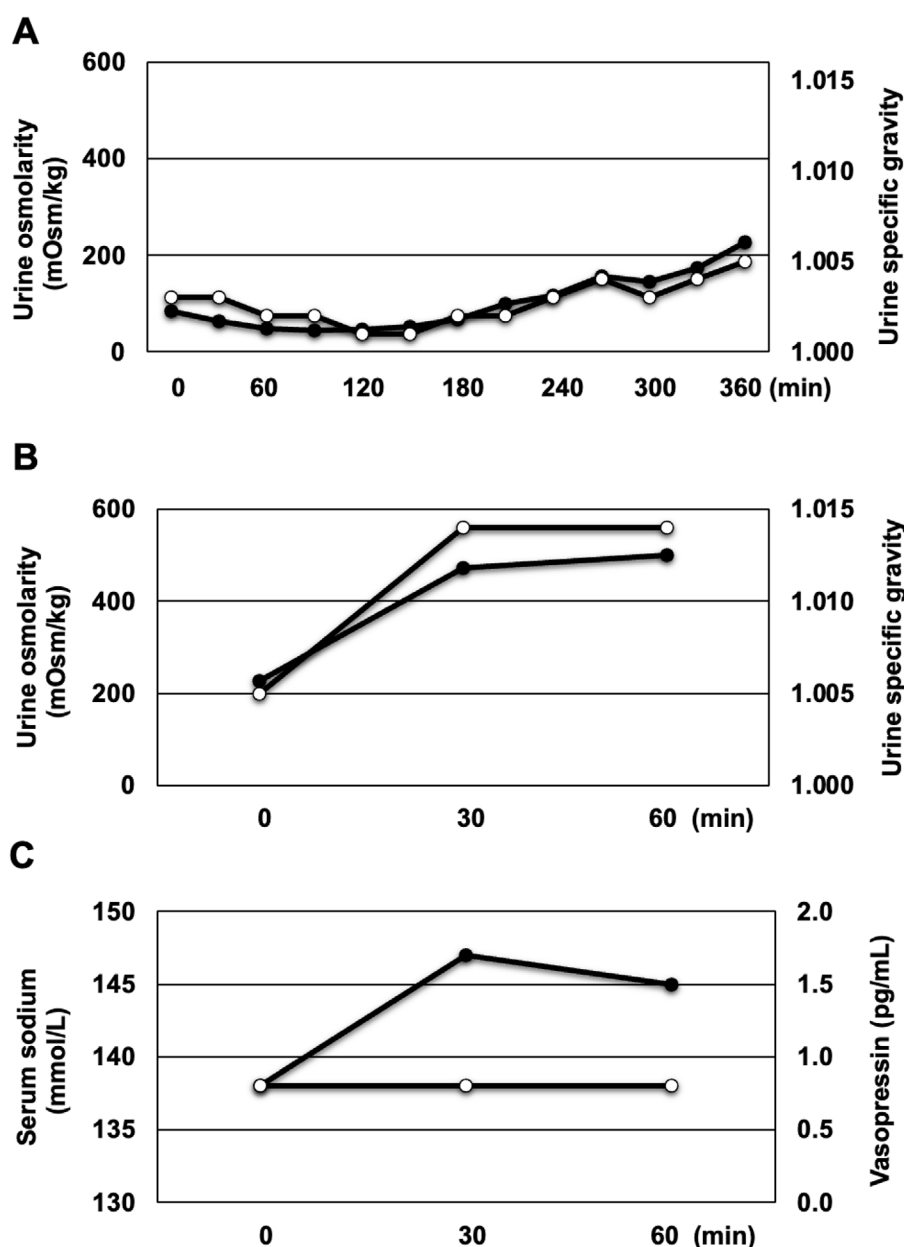 A
Urine osmolarity
(mOsm/kg)
600
400
200
0
1.015
1.010
1.005
1.000
Urine specific gravity
0 60 120 180 240 300 360 (min)
B
Urine osmolarity
(mOsm/kg)
600
400
200
0
1.015
1.010
1.005
1.000
Urine specific gravity
0 30 60 (min)
C
Serum sodium
(mmol/L)
150
145
140
135
130
2.0
1.5
1.0
0.5
0.0
Vasopressin (pg/mL)
0 30 60 (min)